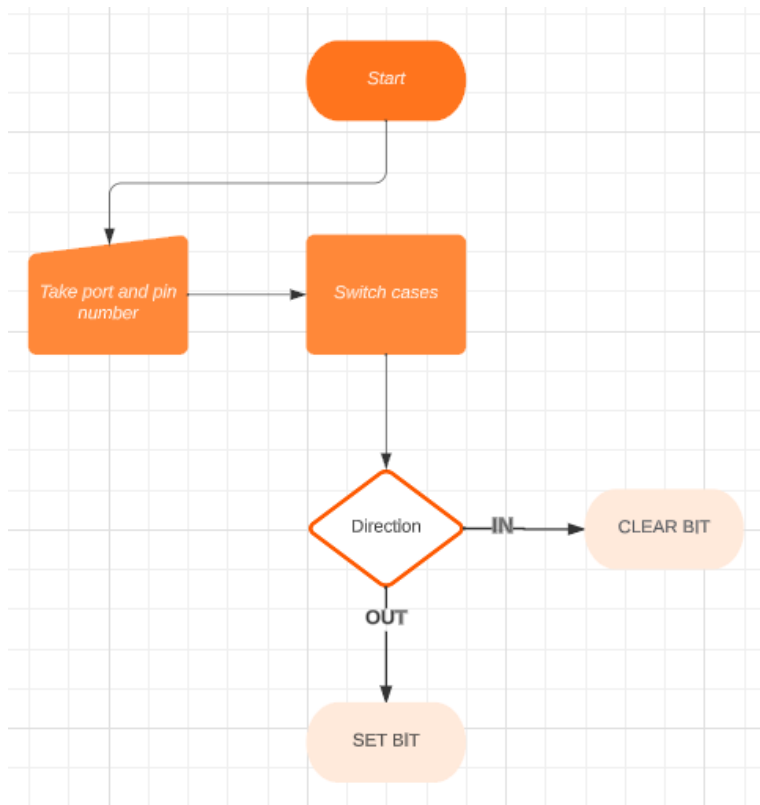 Start
Take port and pin
number
Switch cases
Direction
IN
CLEAR BIT
OUT
SET BIT